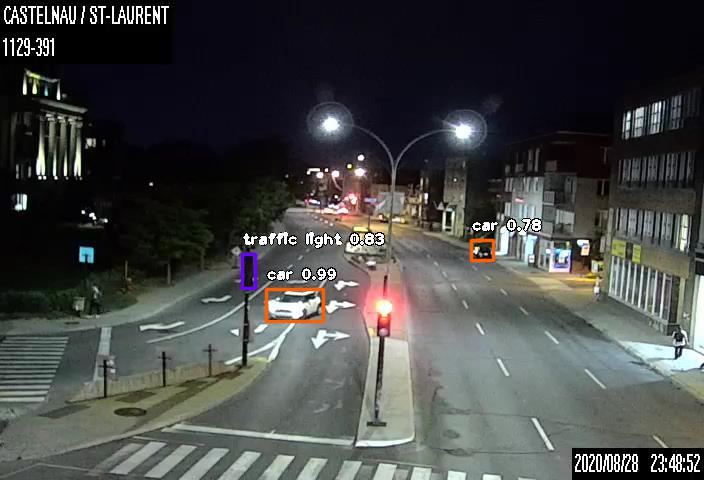 CASTELNAU / ST-LAURENT
1129-391
car 0.78
traffic light 0.83
car 0.99
2020/08/28 23:48:52